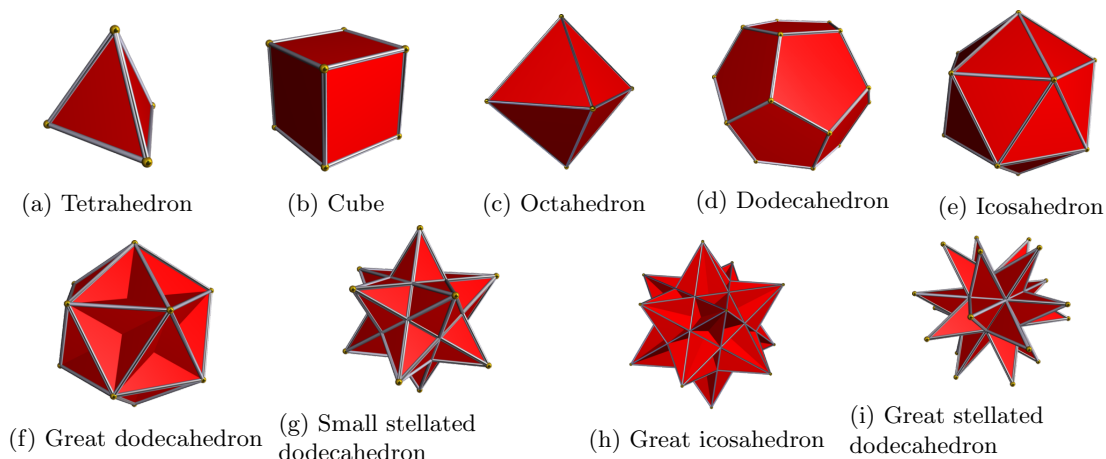 (a) Tetrahedron
(b) Cube
(c) Octahedron
(d) Dodecahedron
(e) Icosahedron
(f) Great dodecahedron
(g) Small stellated
dodecahedron
(h) Great icosahedron
(i) Great stellated
dodecahedron